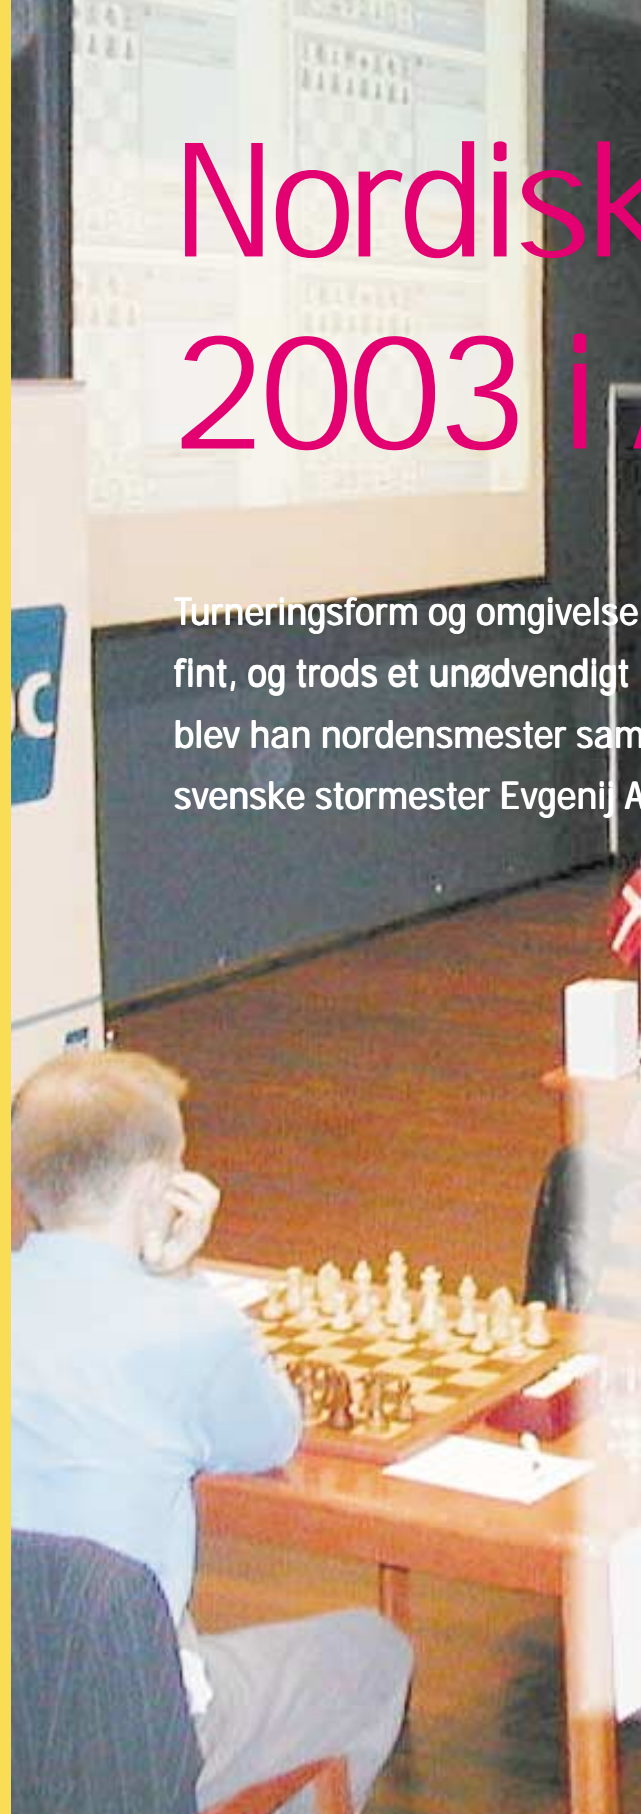 Nordisk
2003 i
Turneringsform og omgivelse
fint, og trods et unødvendigt
blev han nordensmester sam
svenske stormester Evgenij A